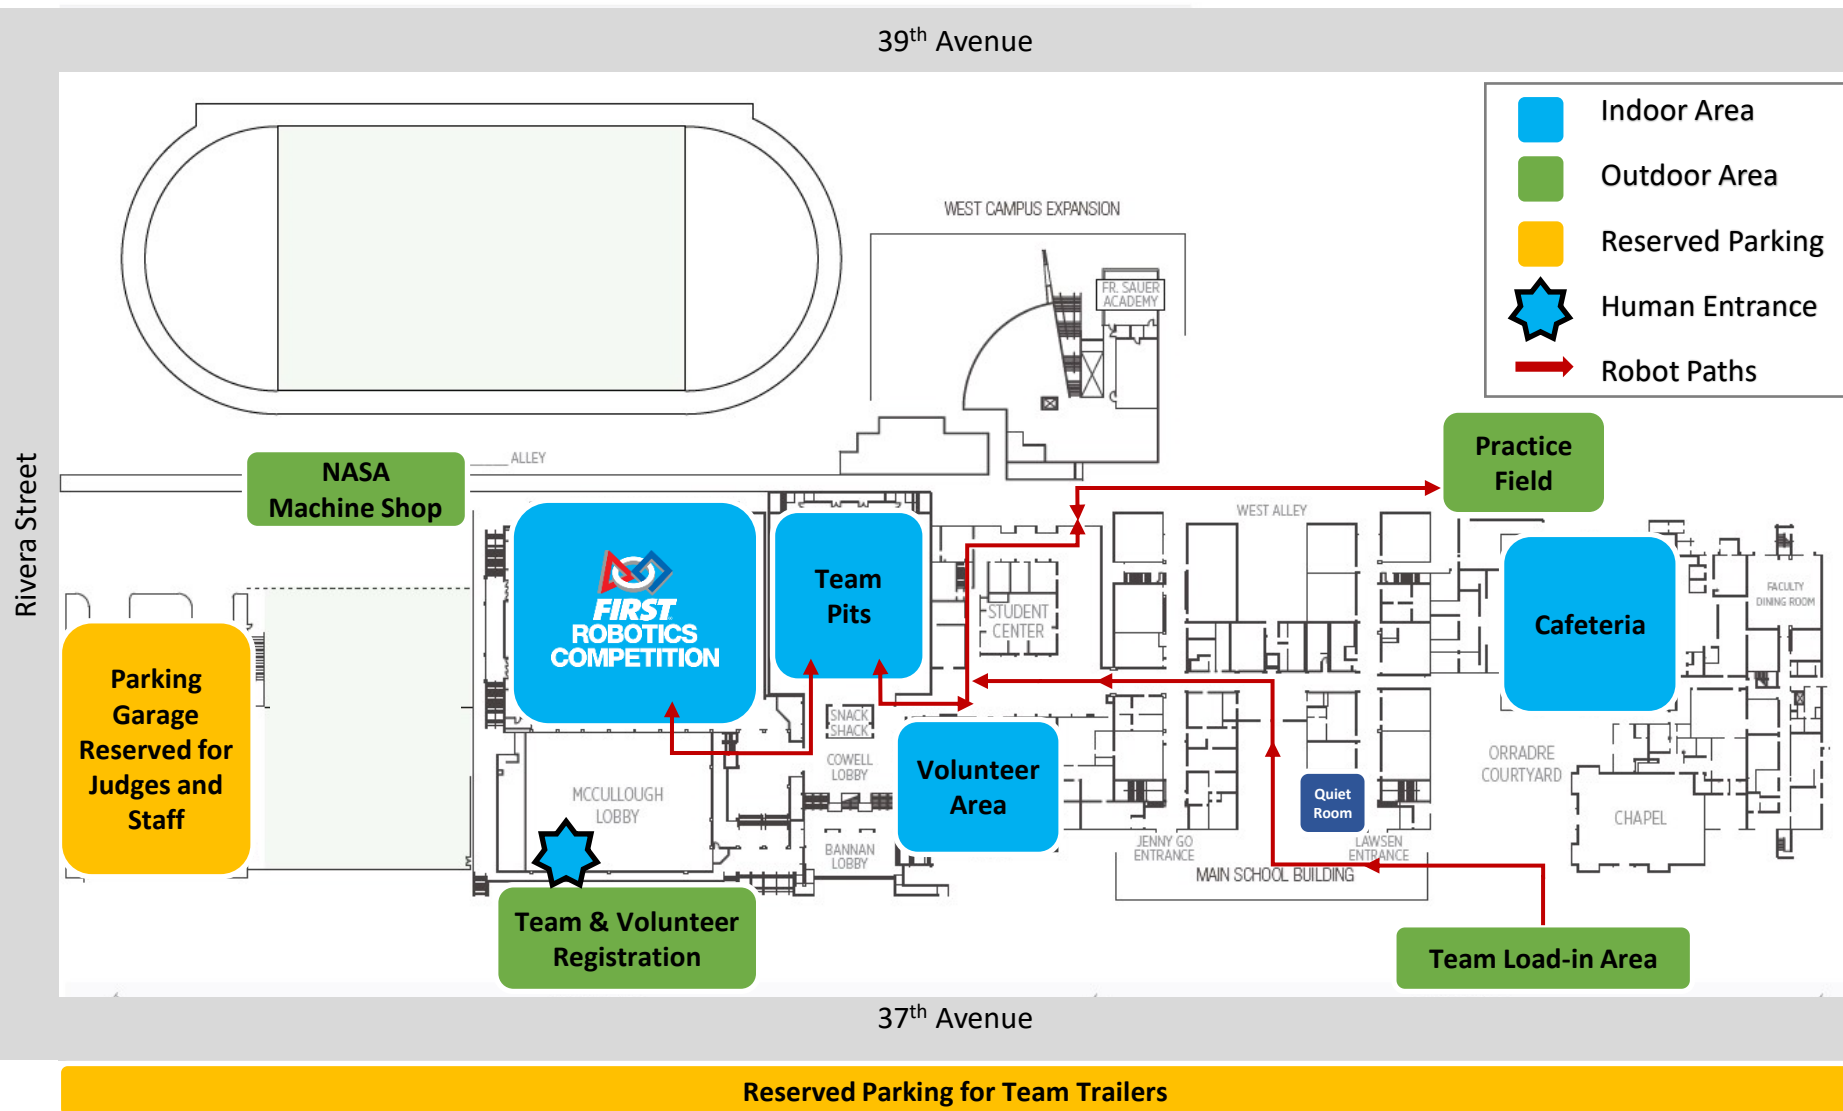 39th Avenue
Indoor Area
Outdoor Area
Reserved Parking
Human Entrance
Robot Paths
Rivera Street
WEST CAMPUS EXPANSION
FR. SAUER
ACADEMY
ALLEY
NASA
Machine Shop
Practice
Field
WEST ALLEY
FIRST
ROBOTICS
COMPETITION
Team
Pits
STUDENT
CENTER
Cafeteria
FACULTY
DINING ROOM
Parking
Garage
Reserved for
Judges and
Staff
SNACK
SHACK
COWELL
LOBBY
Volunteer
Area
MCCULLOUGH
LOBBY
BANNAN
LOBBY
Quiet
Room
ORRADRE
COURTYARD
CHAPEL
JENNY GO
ENTRANCE
LAWSEN
ENTRANCE
MAIN SCHOOL BUILDING
Team & Volunteer
Registration
Team Load-in Area
37th Avenue
Reserved Parking for Team Trailers